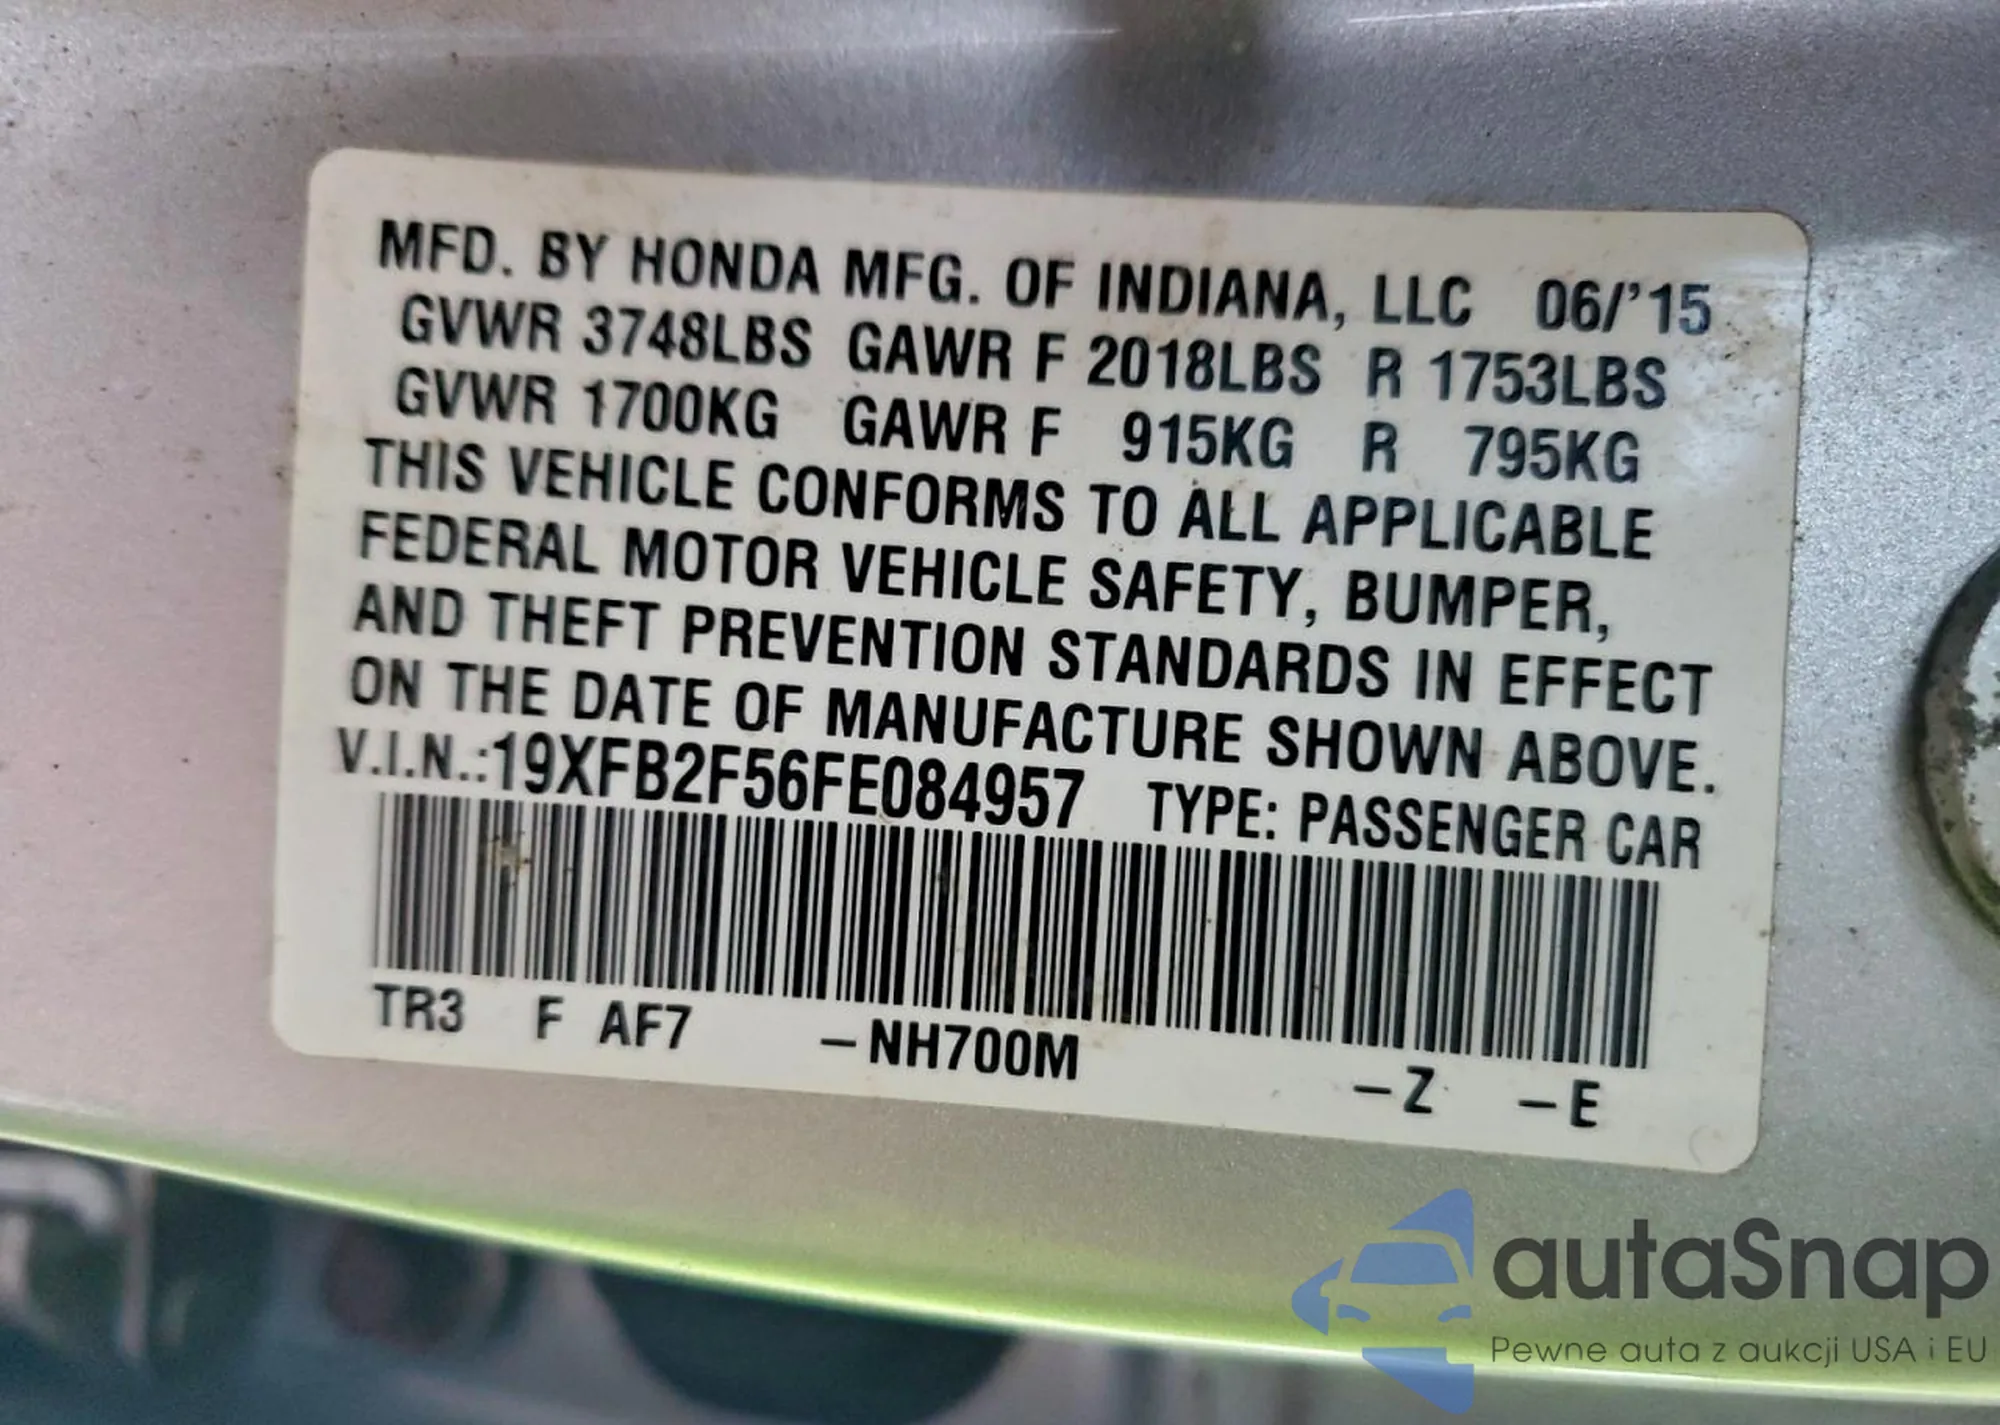 MFD. BY HONDA MFG. OF INDIANA, LLC 06/'15
GVWR 3748LBS GAWR F 2018LBS R 1753LBS
GVWR 1700KG GAWR F 915KG R 795KG
THIS VEHICLE CONFORMS TO ALL APPLICABLE
FEDERAL MOTOR VEHICLE SAFETY, BUMPER,
AND THEFT PREVENTION STANDARDS IN EFFECT
ON THE DATE OF MANUFACTURE SHOWN ABOVE.
V.I.N.:19XFB2F56FE084957 TYPE: PASSENGER CAR
TR3 F AF7 –NH700M –Z –E
autaSnap
Pewne auta z aukcji USA i EU